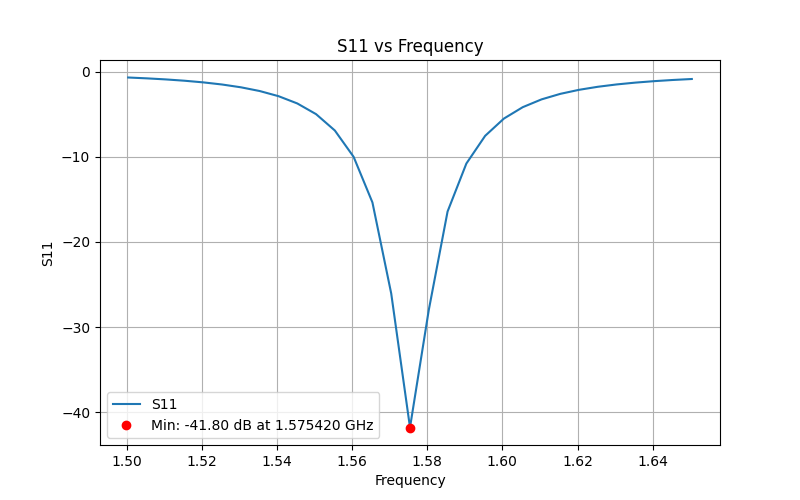 S11 vs Frequency
S11
0
−10
−20
−30
−40
S11
Min: -41.80 dB at 1.575420 GHz
1.50 1.52 1.54 1.56 1.58 1.60 1.62 1.64
Frequency